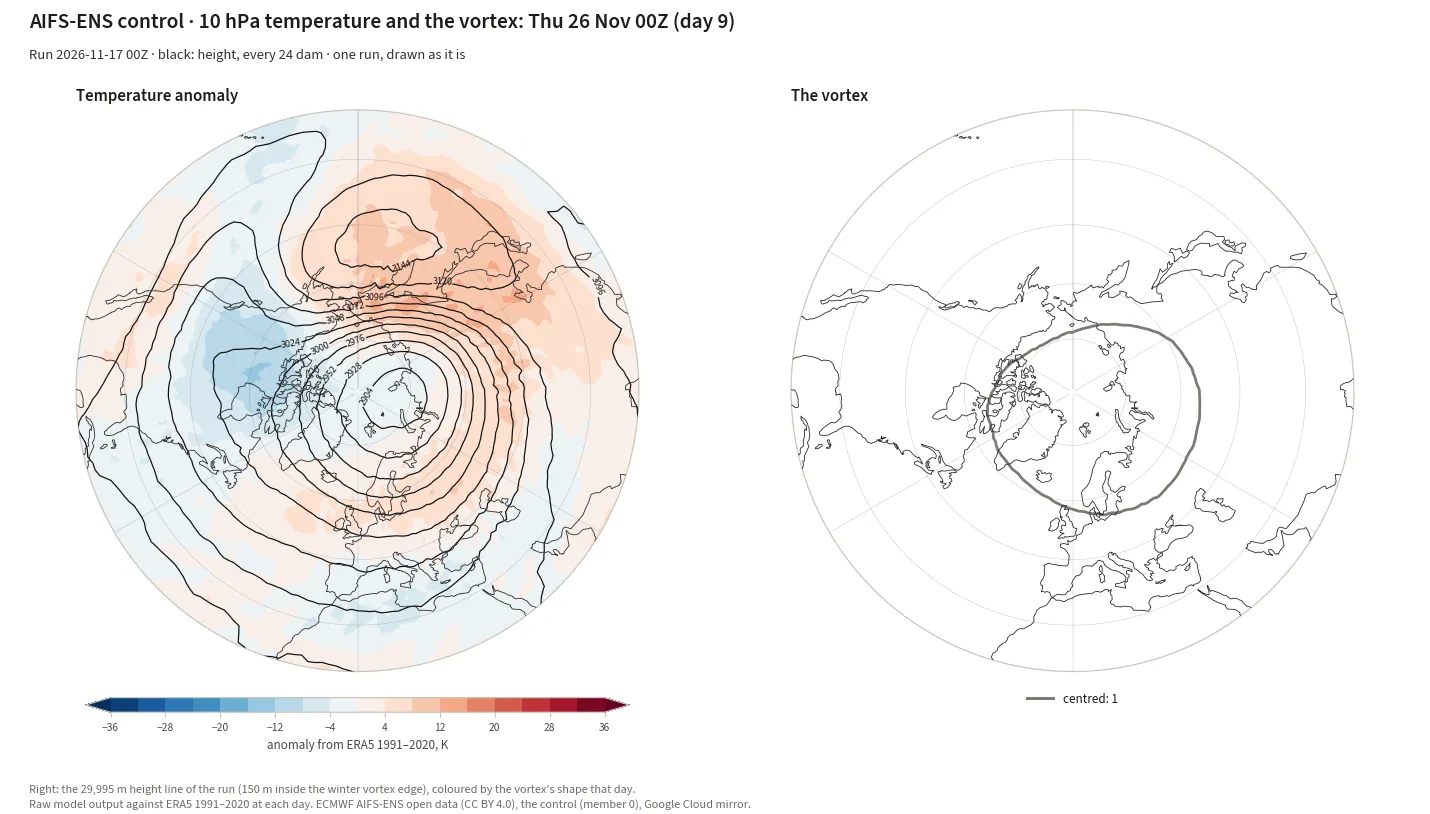 AIFS-ENS control · 10 hPa temperature and the vortex: Thu 26 Nov 00Z (day 9)
Run 2026-11-17 00Z · black: height, every 24 dam · one run, drawn as it is
Temperature anomaly
The vortex
3144
3120
3096
3096
3072
3048
3024
3000
2976
2952
2928
2904
centred: 1
−36 −28 −20 −12 −4 4 12 20 28 36
anomaly from ERA5 1991–2020, K
Right: the 29,995 m height line of the run (150 m inside the winter vortex edge), coloured by the vortex's shape that day.
Raw model output against ERA5 1991–2020 at each day. ECMWF AIFS-ENS open data (CC BY 4.0), the control (member 0), Google Cloud mirror.